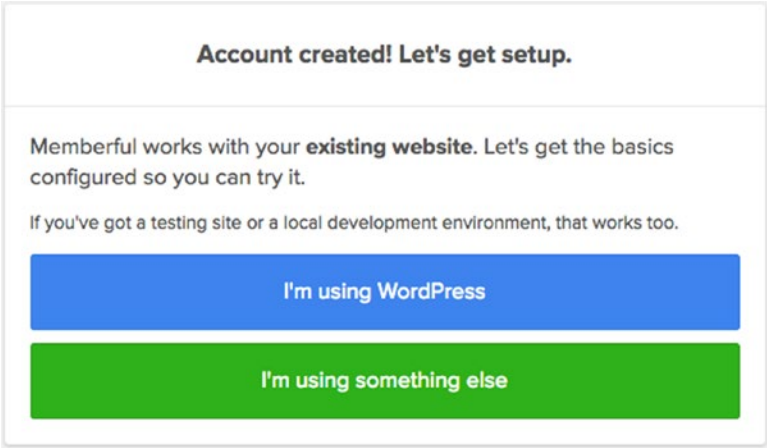 Account created! Let's get setup.
Memberful works with your existing website. Let's get the basics
configured so you can try it.
If you've got a testing site or a local development environment, that works too.
I'm using WordPress
I'm using something else